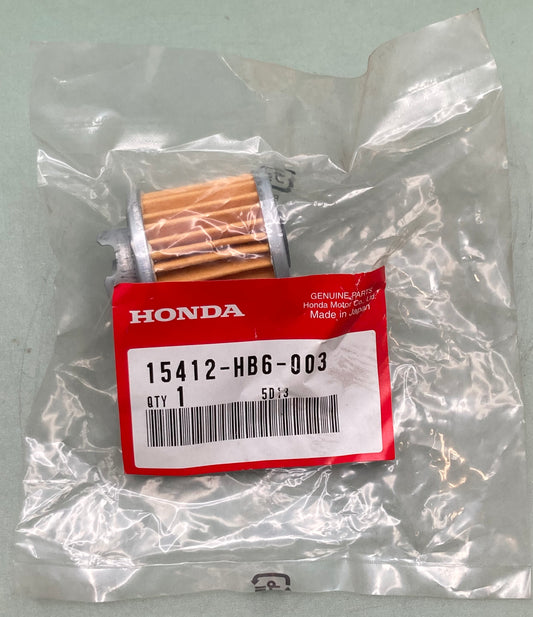 HONDA
GENUINE PARTS
Honda Motor Co., Ltd.
Made in Japan
15412-HB6-003
QTY 1 5D13